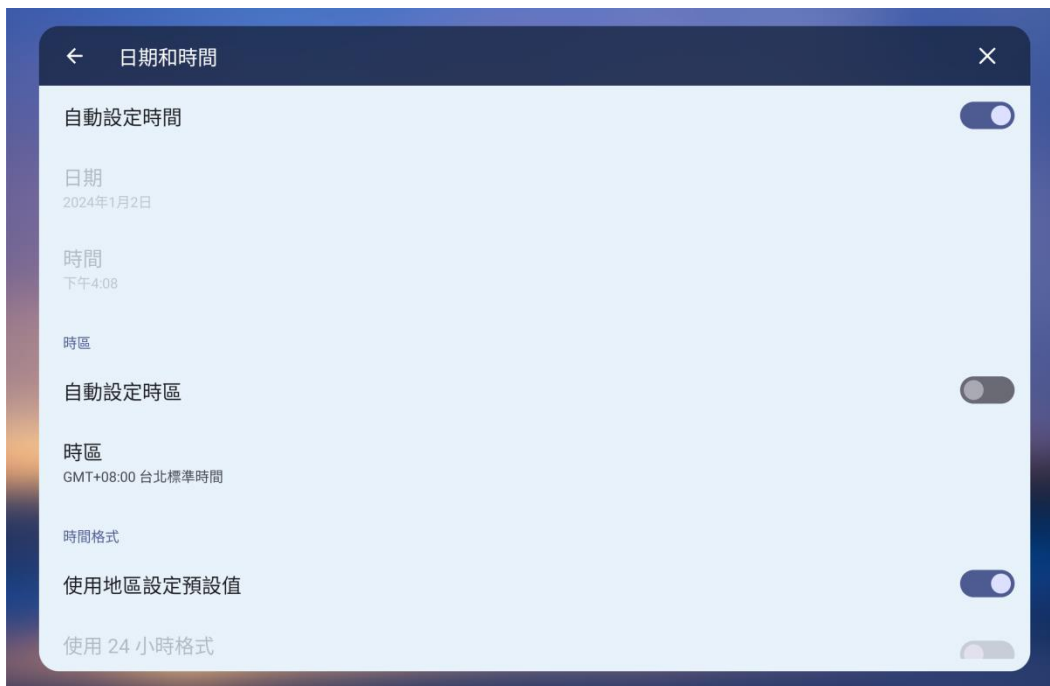 日期和時間
自動設定時間
日期
2024年1月2日
時間
下午4:08
時區
自動設定時區
時區
GMT+08:00 台北標準時間
時間格式
使用地區設定預設值
使用 24 小時格式